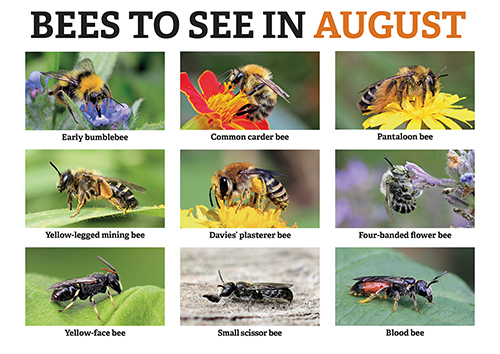 BEES TO SEE IN AUGUST
Early bumblebee
Common carder bee
Pantaloon bee
Yellow-legged mining bee
Davies' plasterer bee
Four-banded flower bee
Yellow-face bee
Small scissor bee
Blood bee